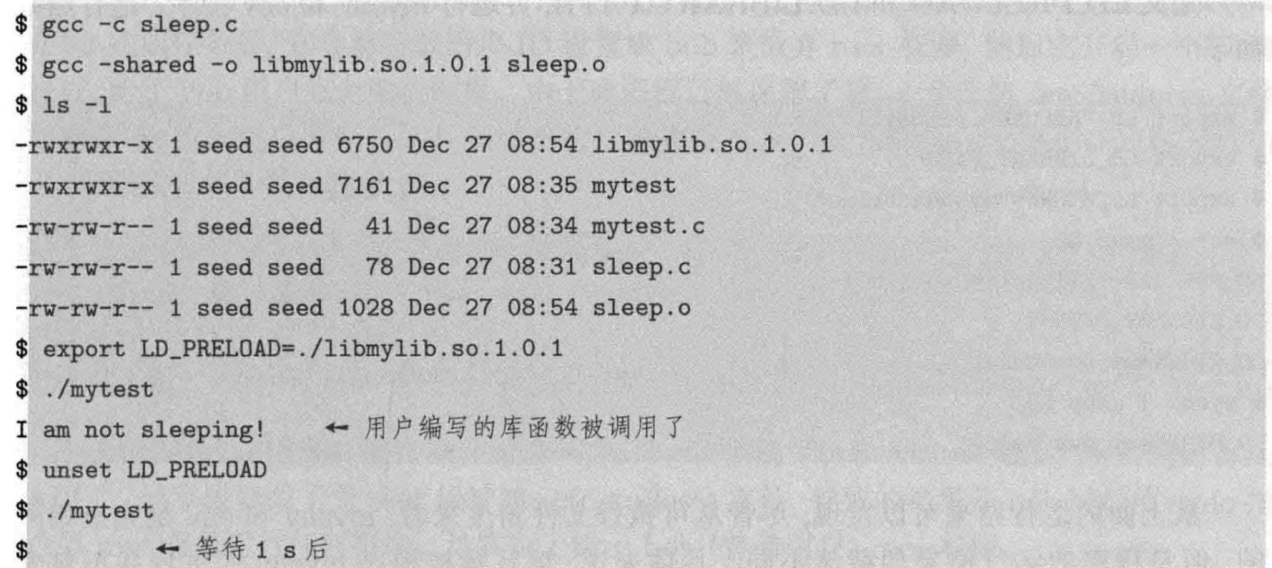 $ gcc -c sleep.c
$ gcc -shared -o libmylib.so.1.0.1 sleep.o
$ ls -l
-rwxrwxr-x 1 seed seed 6750 Dec 27 08:54 libmylib.so.1.0.1
-rwxrwxr-x 1 seed seed 7161 Dec 27 08:35 mytest
-rw-rw-r-- 1 seed seed   41 Dec 27 08:34 mytest.c
-rw-rw-r-- 1 seed seed   78 Dec 27 08:31 sleep.c
-rw-rw-r-- 1 seed seed 1028 Dec 27 08:54 sleep.o
$ export LD_PRELOAD=./libmylib.so.1.0.1
$ ./mytest
I am not sleeping!    ← 用户编写的库函数被调用了
$ unset LD_PRELOAD
$ ./mytest
$       ← 等待 1 s 后